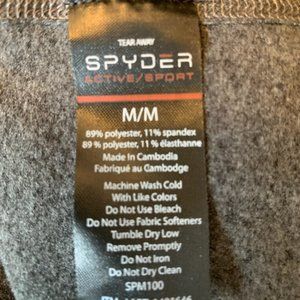 TEAR AWAY
SPYDER
ACTIVE/SPORT
M/M
89% polyester, 11% spandex
89 % polyester, 11 % élasthanne
Made in Cambodia
Fabriqué au Cambodge
Machine Wash Cold
With Like Colors
Do Not Use Bleach
Do Not Use Fabric Softeners
Tumble Dry Low
Remove Promptly
Do Not Iron
Do Not Dry Clean
SPM100